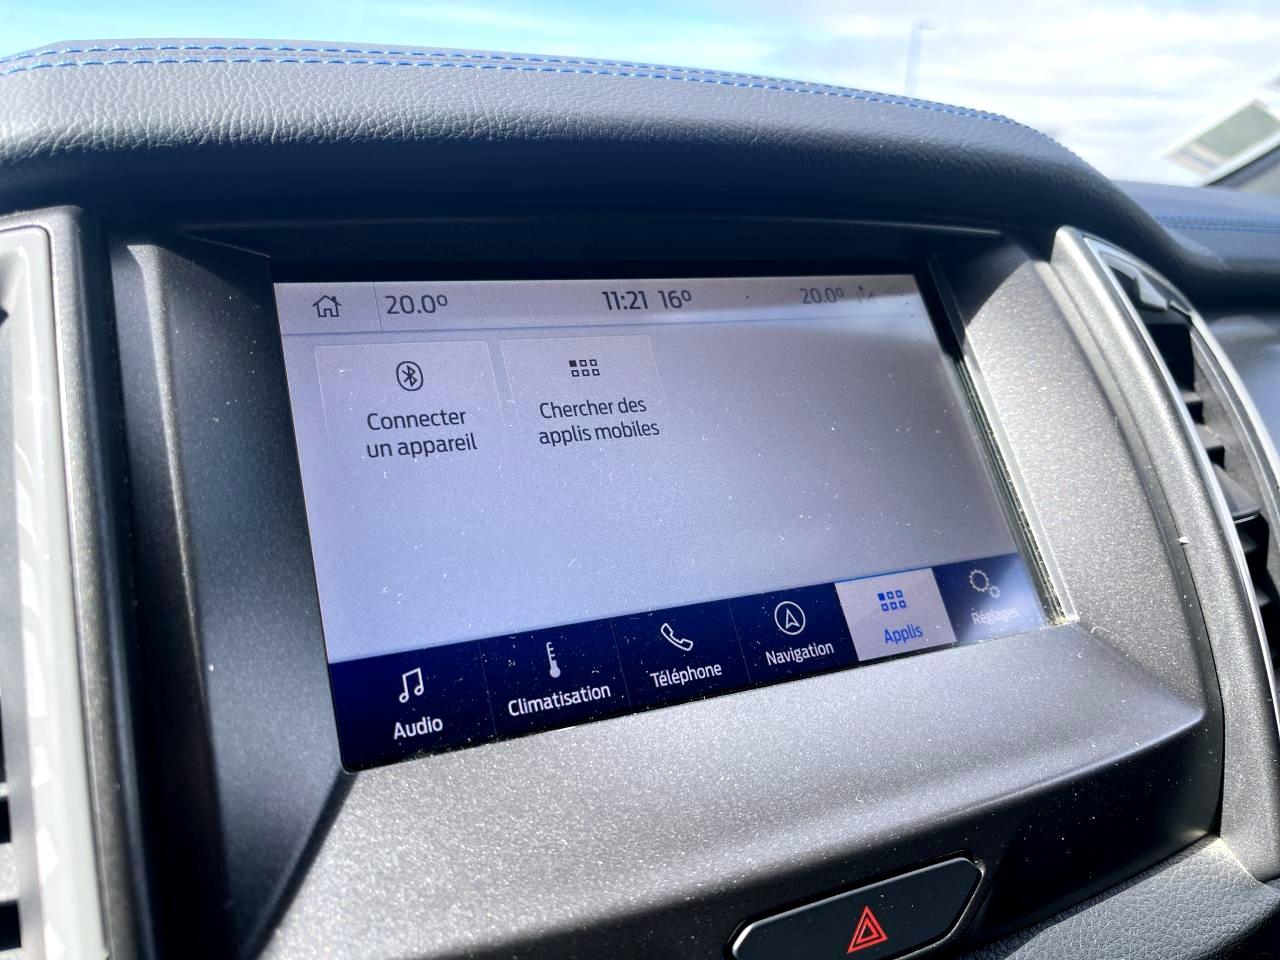 20.0° 11:21 16° 20.0°
Connecter
un appareil
Chercher des
applis mobiles
Audio
Climatisation
Téléphone
Navigation
Applis
Réglages